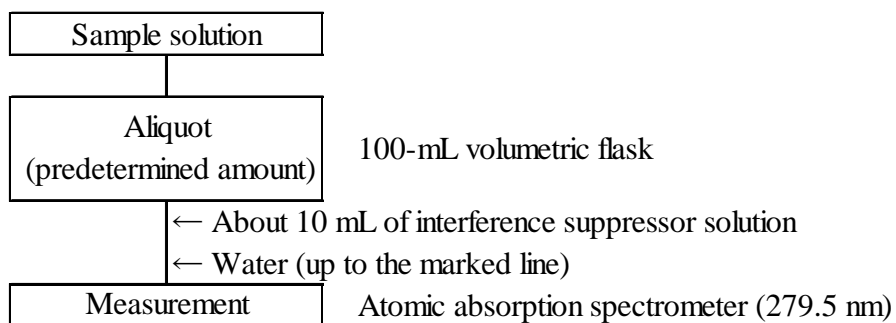 Sample solution
Aliquot
(predetermined amount)
100-mL volumetric flask
← About 10 mL of interference suppressor solution
← Water (up to the marked line)
Measurement
Atomic absorption spectrometer (279.5 nm)